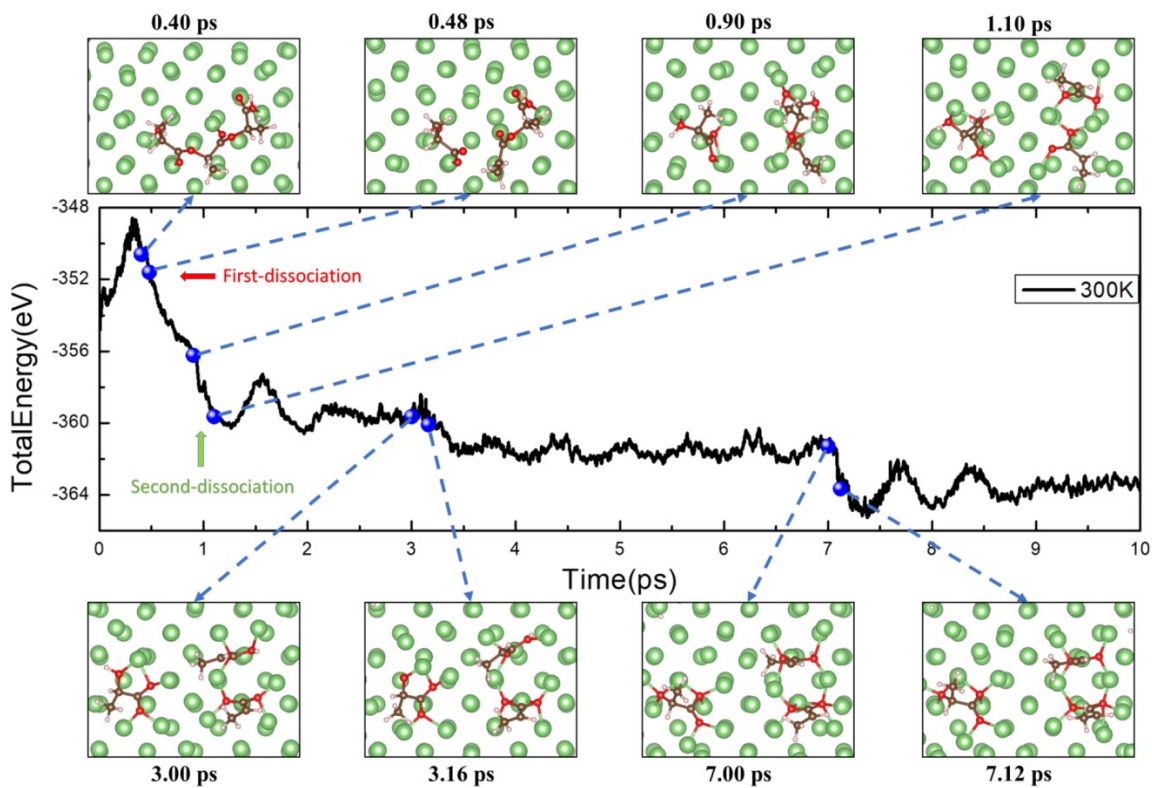 0.40 ps
0.48 ps
0.90 ps
1.10 ps
-348
-352
-356
-360
-364
TotalEnergy(eV)
First-dissociation
300K
Second-dissociation
0 1 2 3 4 5 6 7 8 9 10
Time(ps)
3.00 ps
3.16 ps
7.00 ps
7.12 ps